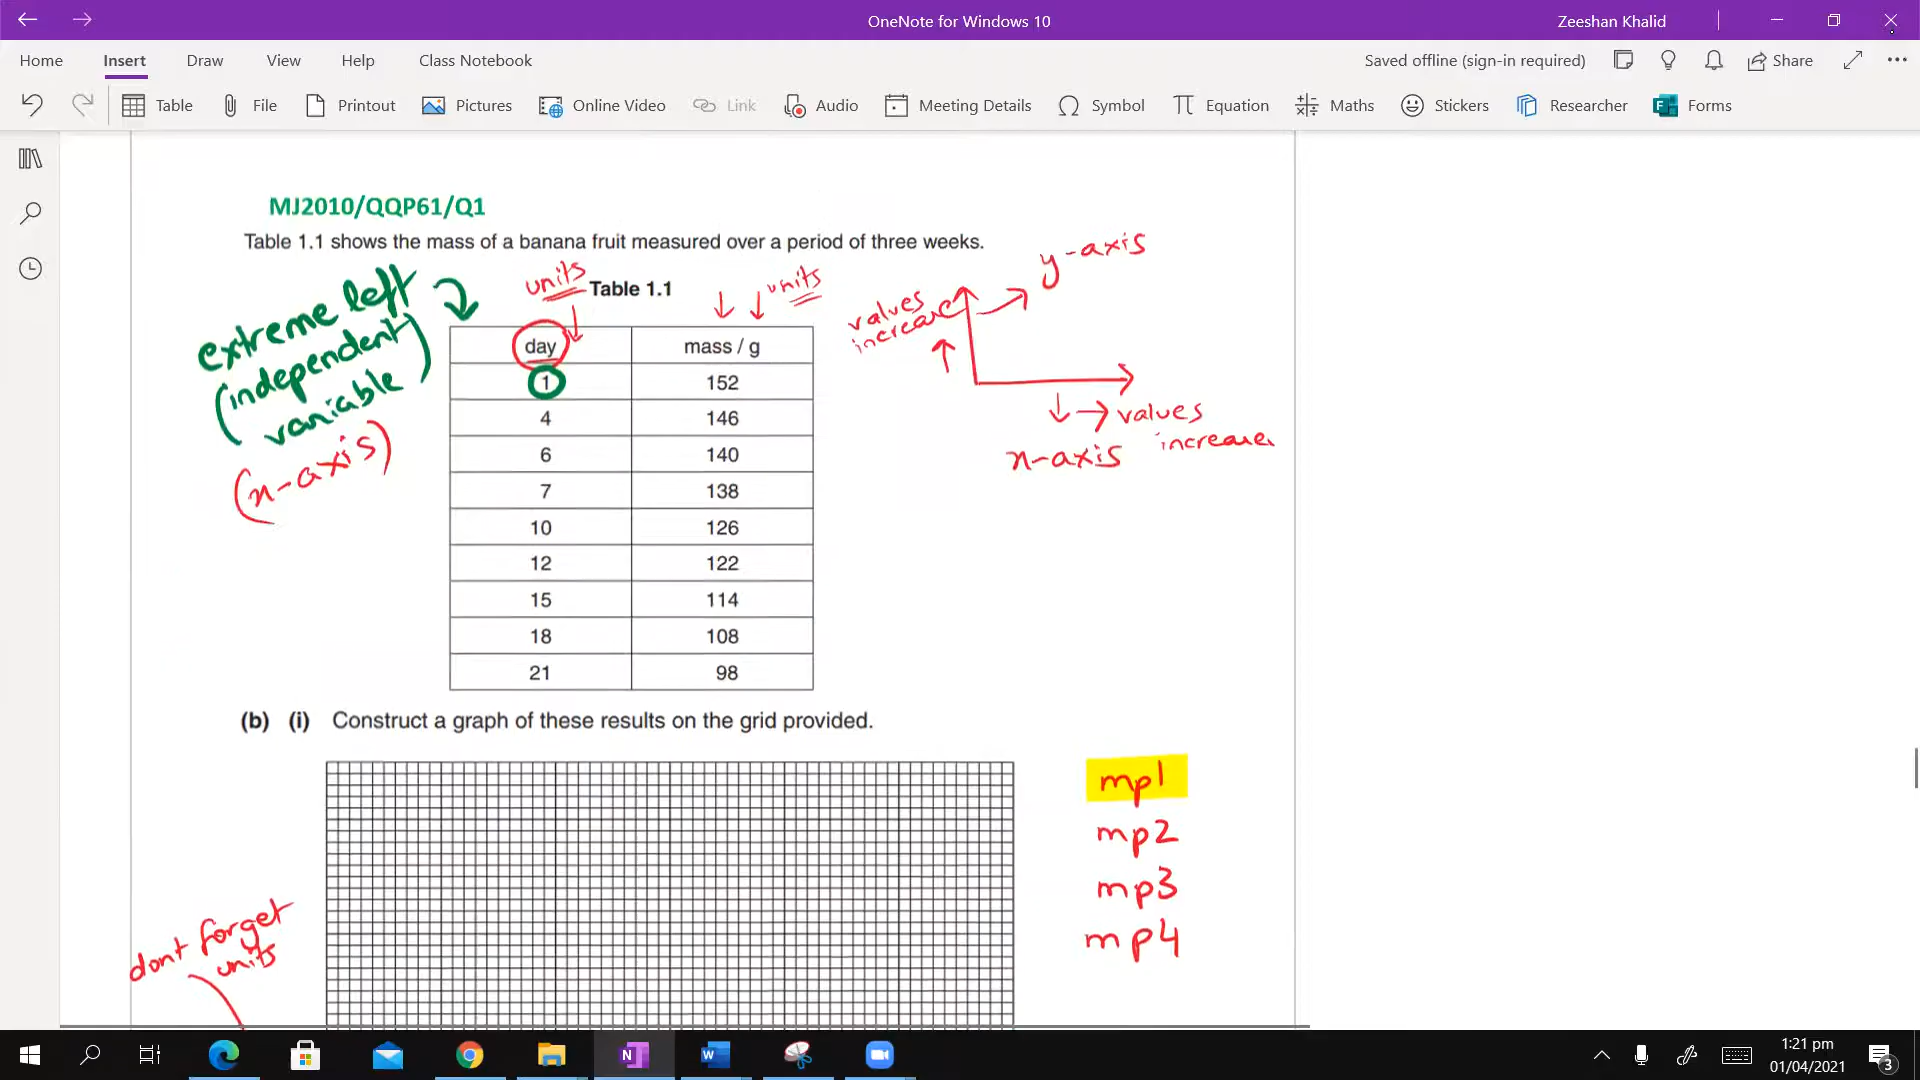 OneNote for Windows 10
Zeeshan Khalid
Home Insert Draw View Help Class Notebook
Saved offline (sign-in required)
Share
Table File Printout Pictures Online Video Link Audio Meeting Details Symbol Equation Maths Stickers Researcher Forms
MJ2010/QQP61/Q1
Table 1.1 shows the mass of a banana fruit measured over a period of three weeks.
Table 1.1
units
units
extreme left
(independent
variable)
(x-axis)
day mass / g
1 152
4 146
6 140
7 138
10 126
12 122
15 114
18 108
21 98
y-axis
values
increase
values
increase
x-axis
(b) (i) Construct a graph of these results on the grid provided.
mp1
mp2
mp3
mp4
dont forget
units
1:21 pm
01/04/2021
3